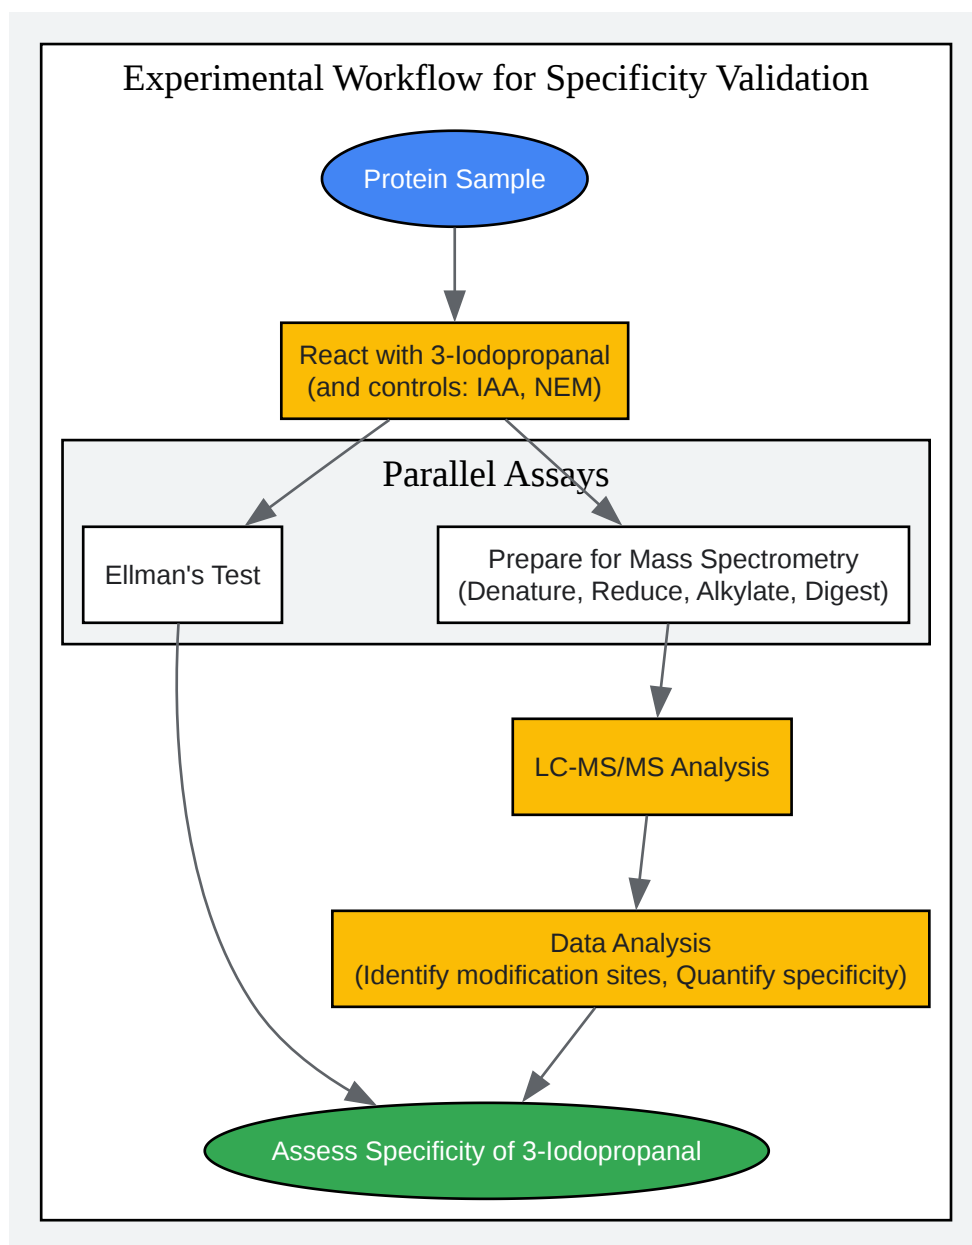 Experimental Workflow for Specificity Validation
Protein Sample
React with 3-Iodopropanal
(and controls: IAA, NEM)
Parallel Assays
Ellman's Test
Prepare for Mass Spectrometry
(Denature, Reduce, Alkylate, Digest)
LC-MS/MS Analysis
Data Analysis
(Identify modification sites, Quantify specificity)
Assess Specificity of 3-Iodopropanal